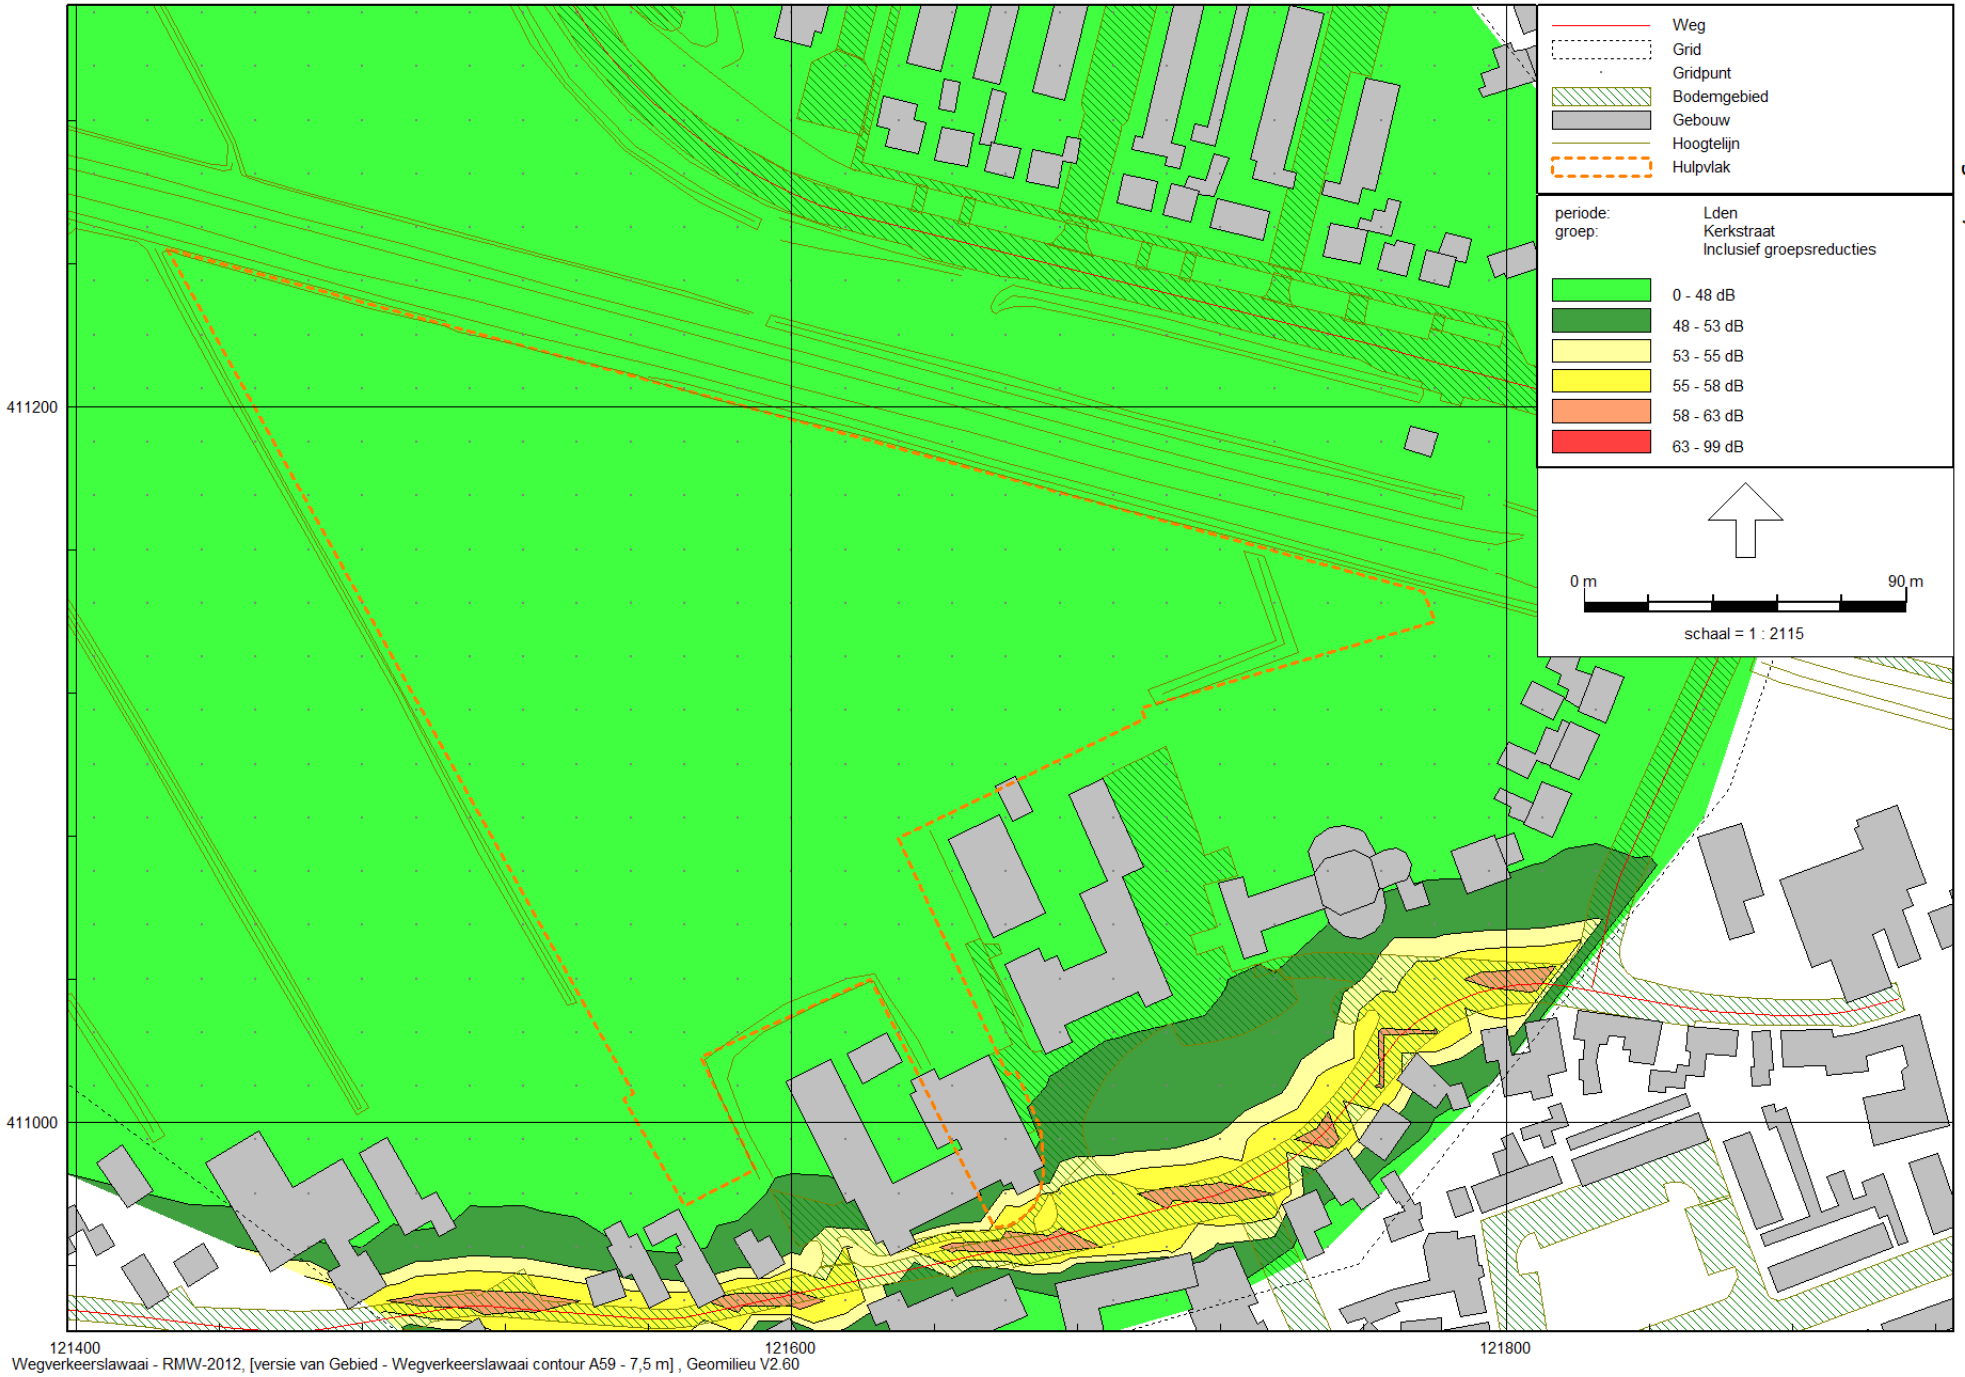 Weg
Grid
Gridpunt
Bodemgebied
Gebouw
Hoogtelijn
Hulpvlak
periode: Lden
groep: Kerkstraat
Inclusief groepsreducties
0 - 48 dB
48 - 53 dB
53 - 55 dB
55 - 58 dB
58 - 63 dB
63 - 99 dB
0 m 90 m
schaal = 1 : 2115
411200
411000
121400 121600 121800
Wegverkeerslawaai - RMW-2012, [versie van Gebied - Wegverkeerslawaai contour A59 - 7,5 m] , Geomilieu V2.60